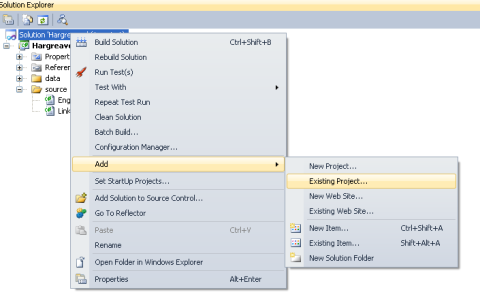 Solution Explorer
Solution 'Hargre
Hargreave
Propert
Referer
data
source
Eng
Link
Build Solution Ctrl+Shift+B
Rebuild Solution
Run Test(s)
Test With
Repeat Test Run
Clean Solution
Batch Build...
Configuration Manager...
Add
Set StartUp Projects...
Add Solution to Source Control...
Go To Reflector
Paste Ctrl+V
Rename
Open Folder in Windows Explorer
Properties Alt+Enter
New Project...
Existing Project...
New Web Site...
Existing Web Site...
New Item... Ctrl+Shift+A
Existing Item... Shift+Alt+A
New Solution Folder